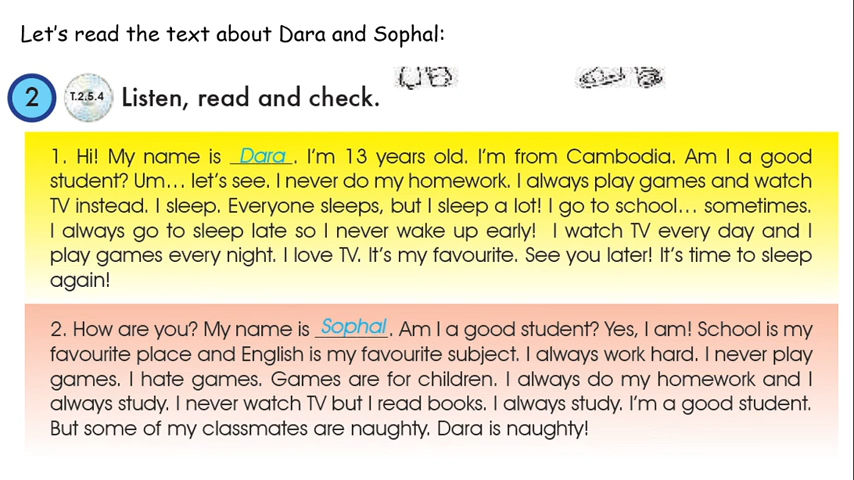 Let's read the text about Dara and Sophal:
2 T.2.5.4 Listen, read and check.
1. Hi! My name is Dara. I'm 13 years old. I'm from Cambodia. Am I a good
student? Um... let's see. I never do my homework. I always play games and watch
TV instead. I sleep. Everyone sleeps, but I sleep a lot! I go to school... sometimes.
I always go to sleep late so I never wake up early! I watch TV every day and I
play games every night. I love TV. It's my favourite. See you later! It's time to sleep
again!
2. How are you? My name is Sophal. Am I a good student? Yes, I am! School is my
favourite place and English is my favourite subject. I always work hard. I never play
games. I hate games. Games are for children. I always do my homework and I
always study. I never watch TV but I read books. I always study. I'm a good student.
But some of my classmates are naughty. Dara is naughty!